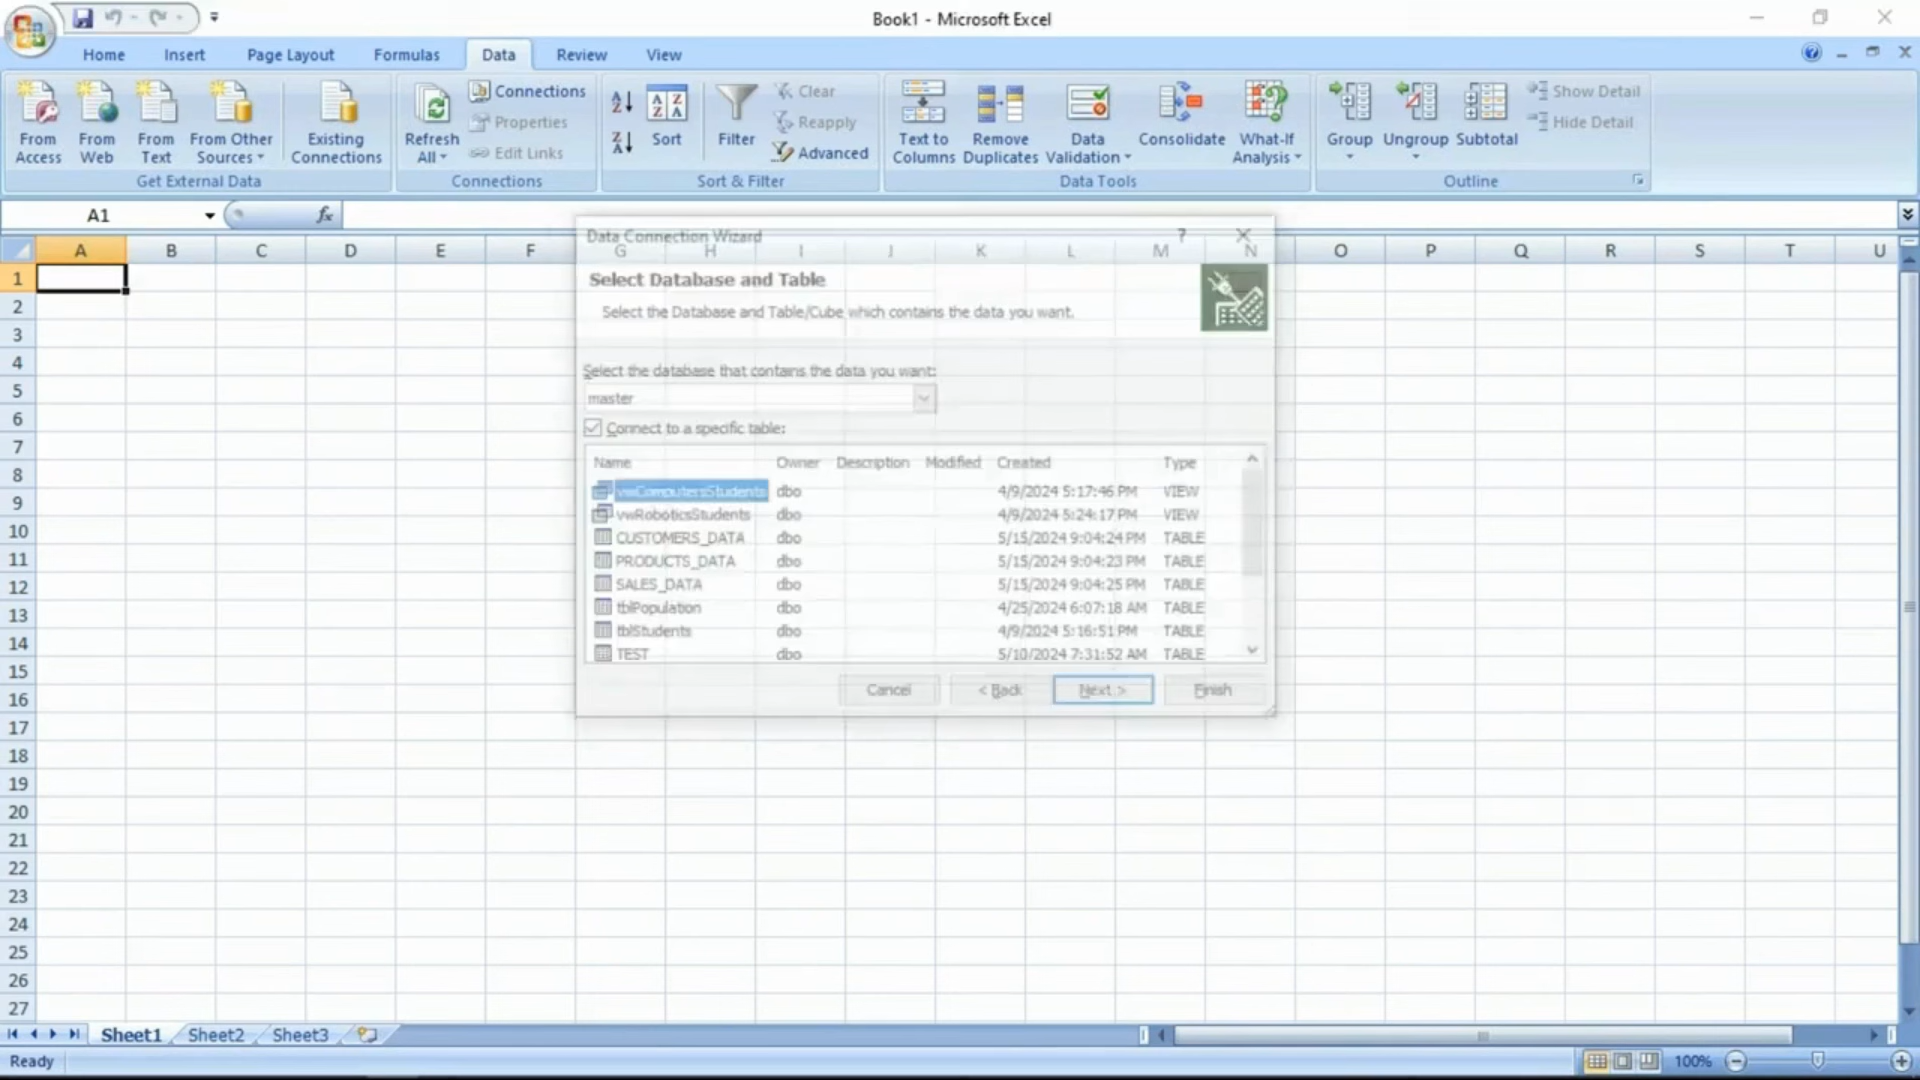 Book1 - Microsoft Excel
Home Insert Page Layout Formulas Data Review View
From Access
From Web
From Text
From Other Sources
Existing Connections
Get External Data
Refresh All
Connections
Properties
Edit Links
Connections
Sort
Filter
Clear
Reapply
Advanced
Sort & Filter
Text to Columns
Remove Duplicates
Data Validation
Consolidate
What-If Analysis
Data Tools
Group
Ungroup
Subtotal
Show Detail
Hide Detail
Outline
A1 fx
A B C D E F G H I J K L M N O P Q R S T U
Data Connection Wizard ?
Select Database and Table
Select the Database and Table/Cube which contains the data you want.
Select the database that contains the data you want:
master
Connect to a specific table:
Name Owner Description Modified Created Type
vwComputersStudents dbo 4/9/2024 5:17:46 PM VIEW
vwRoboticsStudents dbo 4/9/2024 5:24:17 PM VIEW
CUSTOMERS_DATA dbo 5/15/2024 9:04:24 PM TABLE
PRODUCTS_DATA dbo 5/15/2024 9:04:23 PM TABLE
SALES_DATA dbo 5/15/2024 9:04:25 PM TABLE
tblPopulation dbo 4/25/2024 6:07:18 AM TABLE
tblStudents dbo 4/9/2024 5:16:51 PM TABLE
TEST dbo 5/10/2024 7:31:52 AM TABLE
Cancel < Back Next > Finish
1
2
3
4
5
6
7
8
9
10
11
12
13
14
15
16
17
18
19
20
21
22
23
24
25
26
27
Sheet1 Sheet2 Sheet3
Ready 100%